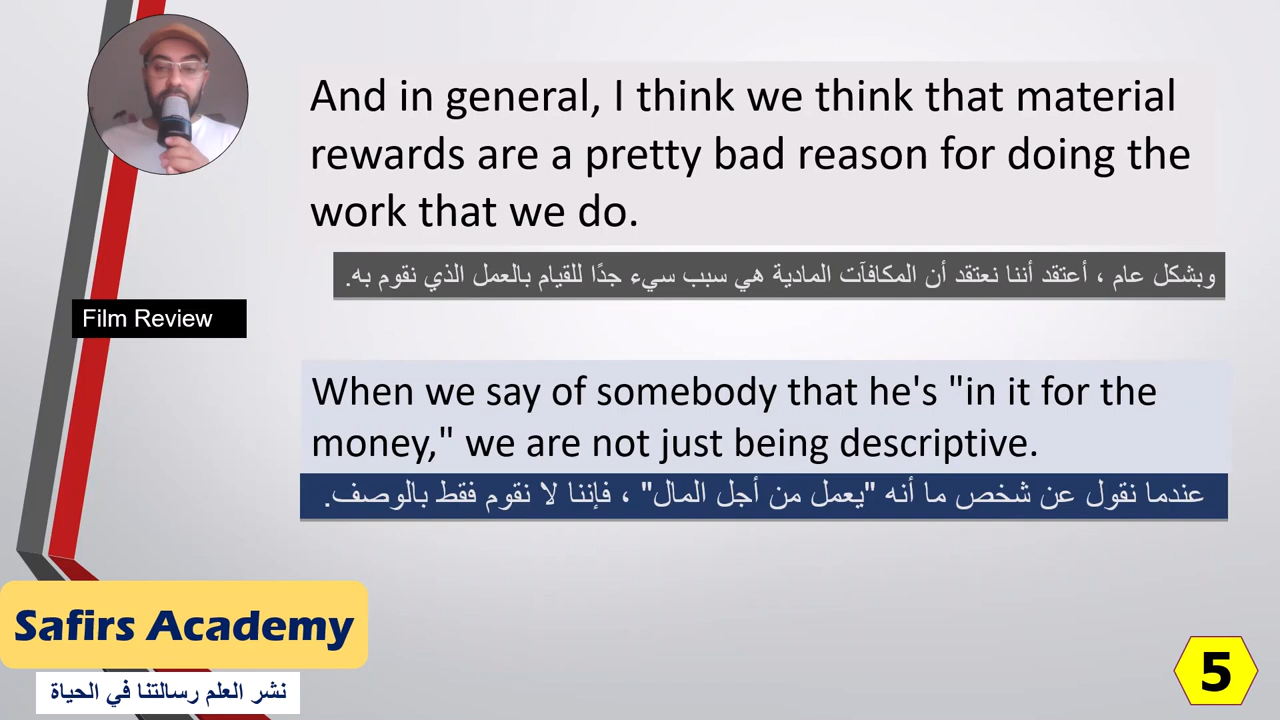 And in general, I think we think that material
rewards are a pretty bad reason for doing the
work that we do.
وبشكل عام ، أعتقد أننا نعتقد أن المكافآت المادية هي سبب سيء جدًا للقيام بالعمل الذي نقوم به.
Film Review
When we say of somebody that he's "in it for the
money," we are not just being descriptive.
عندما نقول عن شخص ما أنه "يعمل من أجل المال" ، فإننا لا نقوم فقط بالوصف.
Safirs Academy
نشر العلم رسالتنا في الحياة
5